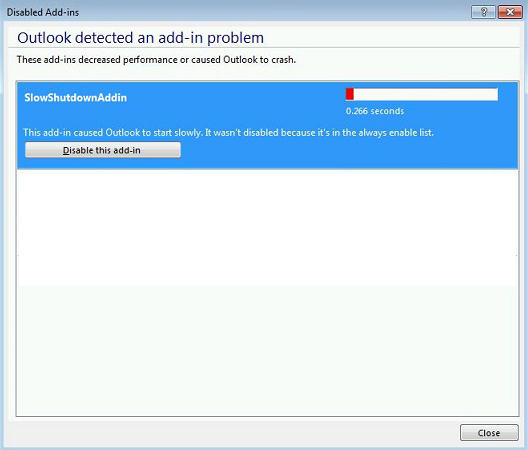 Disabled Add-ins
?
Outlook detected an add-in problem
These add-ins decreased performance or caused Outlook to crash.
SlowShutdownAddin
0.266 seconds
This add-in caused Outlook to start slowly. It wasn't disabled because it's in the always enable list.
Disable this add-in
Close